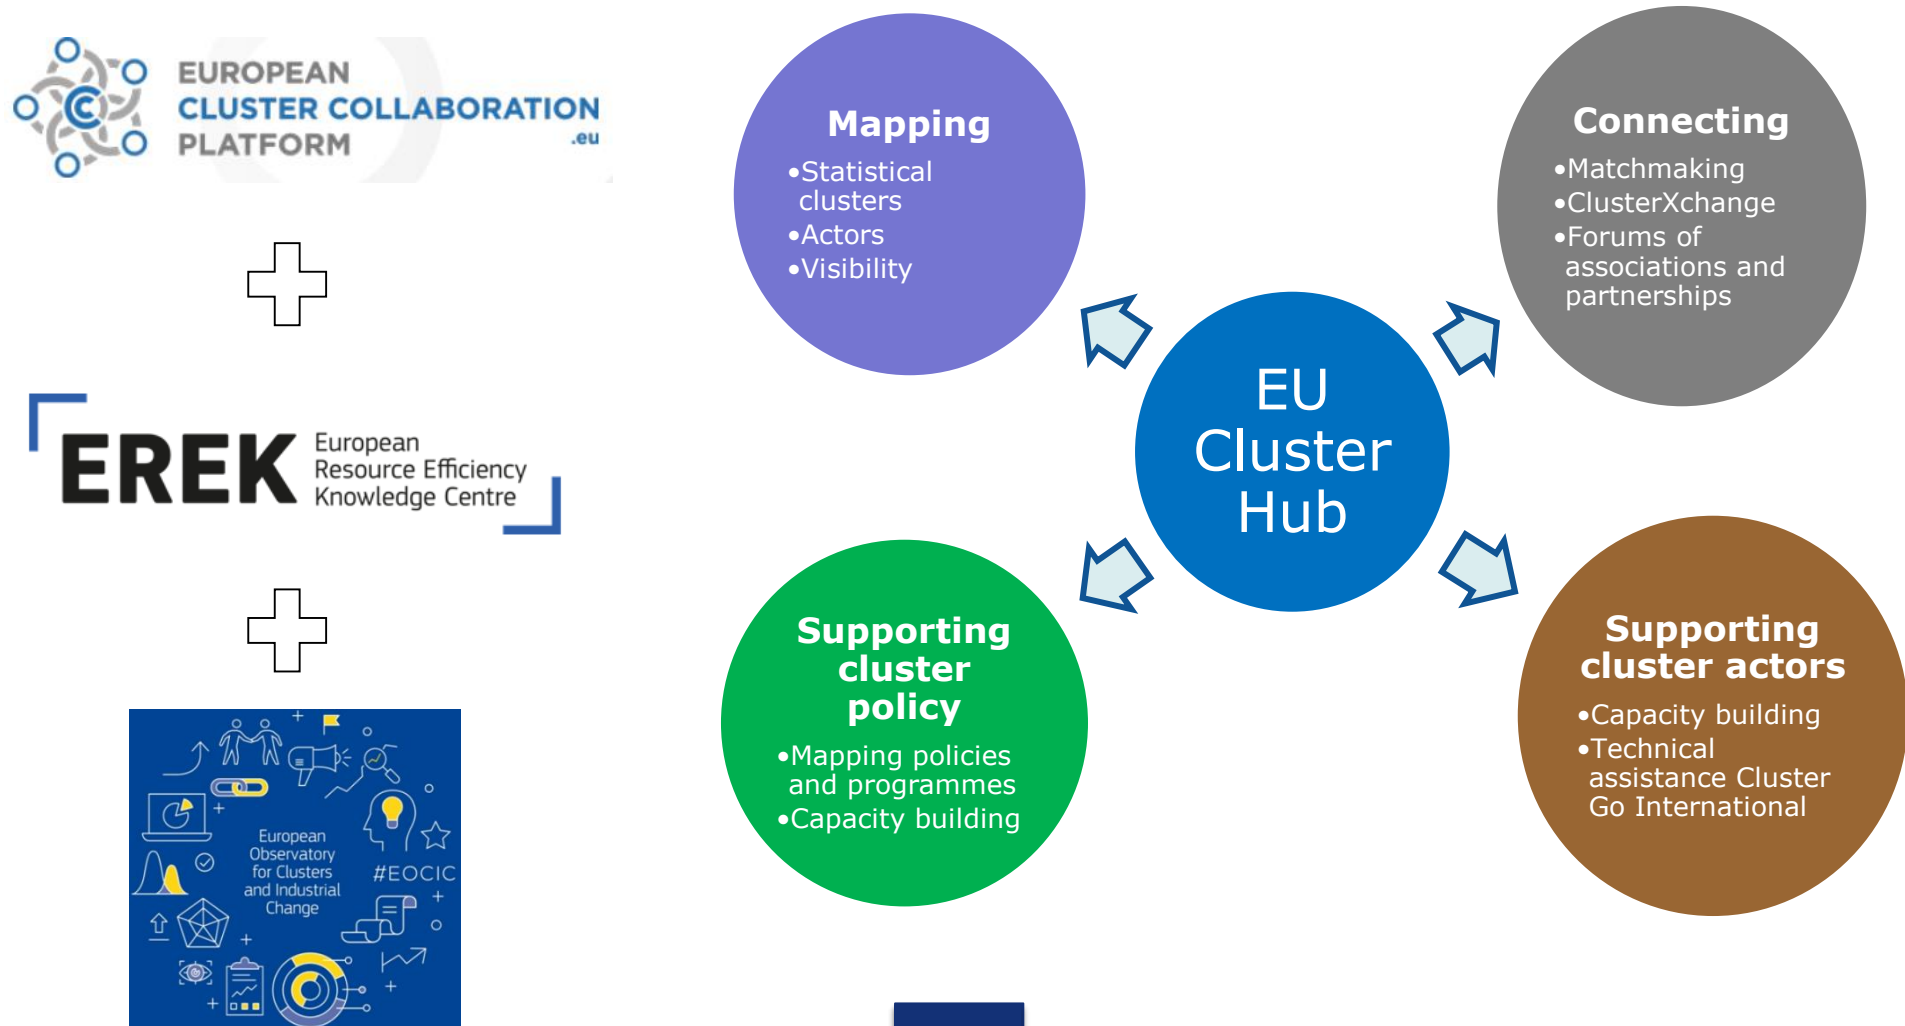 EUROPEAN
CLUSTER COLLABORATION
.eu
PLATFORM
EREK
European
Resource Efficiency
Knowledge Centre
European
Observatory
for Clusters
and Industrial
Change
#EOCIC
Mapping
•Statistical
clusters
•Actors
•Visibility
Connecting
•Matchmaking
•ClusterXchange
•Forums of
associations and
partnerships
EU
Cluster
Hub
Supporting
cluster
policy
•Mapping policies
and programmes
•Capacity building
Supporting
cluster actors
•Capacity building
•Technical
assistance Cluster
Go International